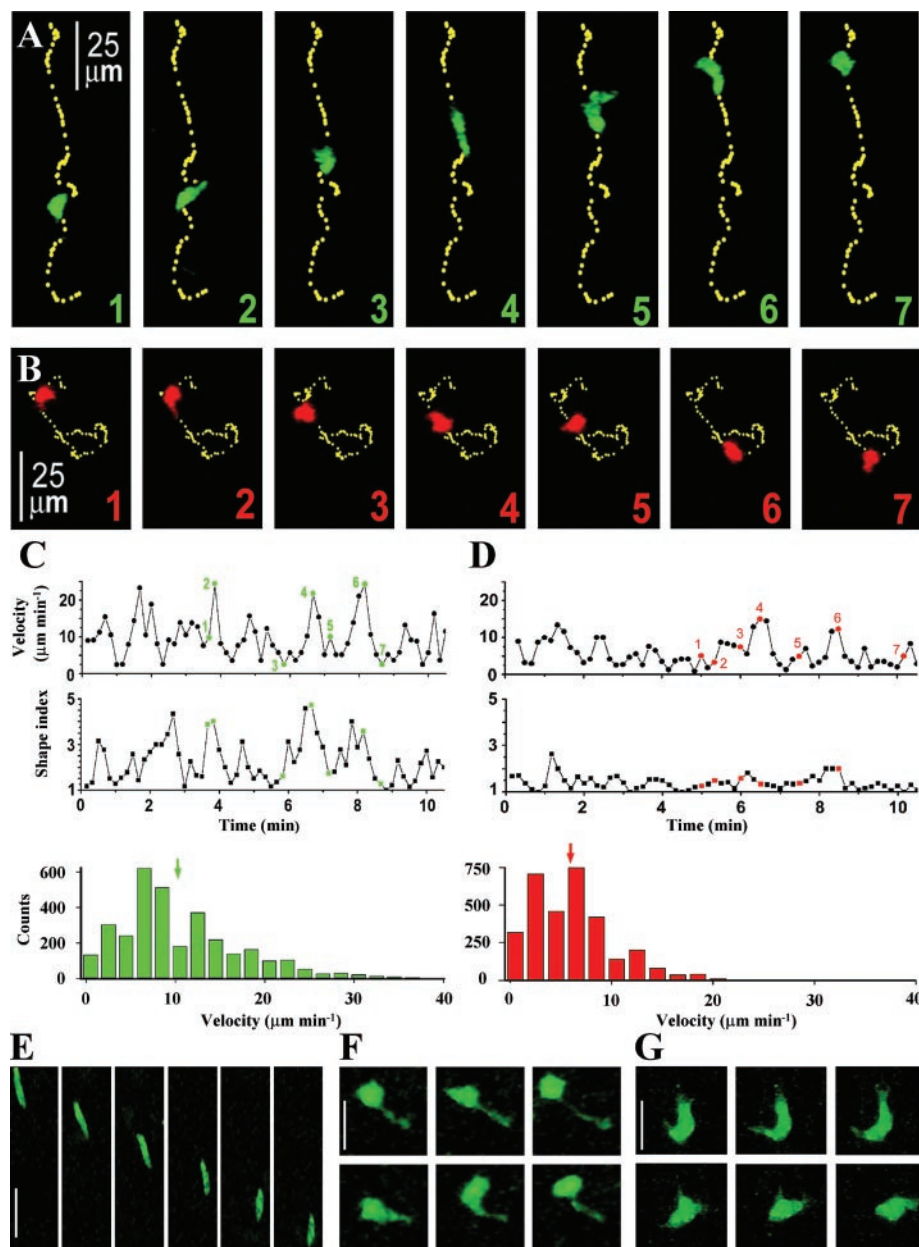 A
25
μm
1 2 3 4 5 6 7
B
25
μm
1 2 3 4 5 6 7
C
Velocity
(μm min⁻¹)
20
10
0
1 2 3 4 5 6 7
Shape index
5
3
1
0 2 4 6 8 10
Time (min)
Counts
600
400
200
0
0 10 20 30 40
Velocity (μm min⁻¹)
D
20
10
0
1 2 3 4 5 6 7
5
3
1
0 2 4 6 8 10
Time (min)
750
500
250
0
0 10 20 30 40
Velocity (μm min⁻¹)
E
F
G